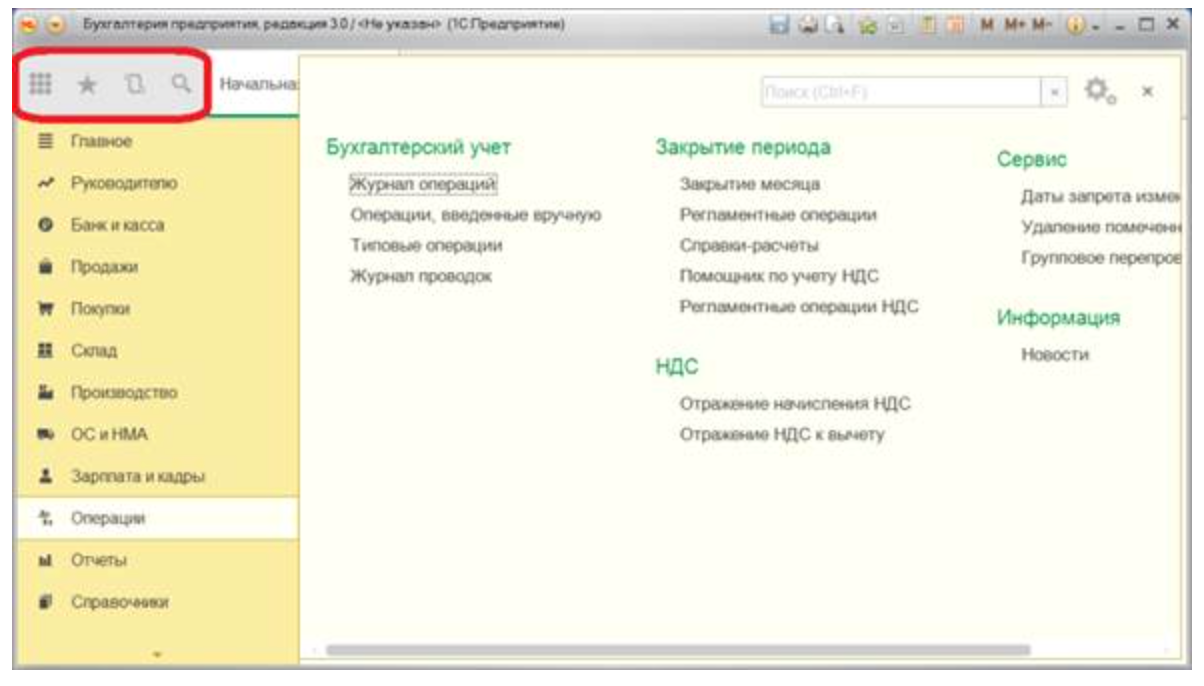 Бухгалтерия предприятия, редакция 3.0 / <Не указан> (1С:Предприятие)
M M+ M-
Начальна
Поиск (Ctrl+F)
Главное
Руководителю
Банк и касса
Продажи
Покупки
Склад
Производство
ОС и НМА
Зарплата и кадры
Операции
Отчеты
Справочники
Бухгалтерский учет
Журнал операций
Операции, введенные вручную
Типовые операции
Журнал проводок
Закрытие периода
Закрытие месяца
Регламентные операции
Справки-расчеты
Помощник по учету НДС
Регламентные операции НДС
НДС
Отражение начисления НДС
Отражение НДС к вычету
Сервис
Даты запрета измен
Удаление помеченн
Групповое перепров
Информация
Новости